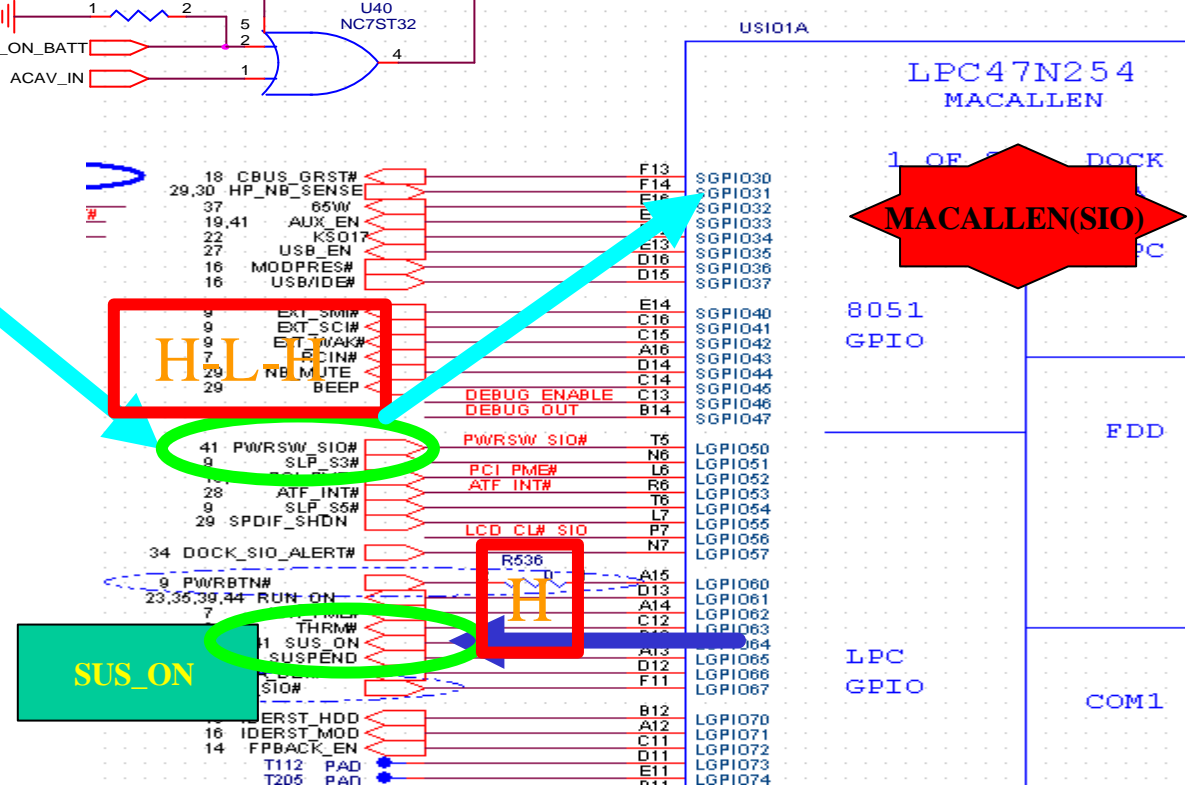 U40
NC7ST32
1 2
5
_ON_BATT 2
4
ACAV_IN 1
USIO1A
LPC47N254
MACALLEN
1 OF
DOCK
MACALLEN(SIO)
18 CBUS_GRST# F13 SGPIO30
29,30 HP_NB_SENSE F14 SGPIO31
37 65W E16 SGPIO32
19,41 AUX_EN SGPIO33
22 KSO17 SGPIO34
27 USB_EN E13 SGPIO35
16 MODPRES# D16 SGPIO36
16 USB/IDE# D15 SGPIO37
9 EXT_SMI# E14 SGPIO40
9 EXT_SCI# C16 SGPIO41
9 EXT_WAK# C15 SGPIO42
7 RCIN# A16 SGPIO43
29 NB_MUTE D14 SGPIO44
29 BEEP C14 SGPIO45
DEBUG_ENABLE C13 SGPIO46
DEBUG_OUT B14 SGPIO47
H-L-H
8051
GPIO
FDD
41 PWRSW_SIO# PWRSW_SIO# T5 LGPIO50
9 SLP_S3# N6 LGPIO51
PCI_PME# L6 LGPIO52
28 ATF_INT# ATF_INT# R6 LGPIO53
9 SLP_S5# T6 LGPIO54
29 SPDIF_SHDN L7 LGPIO55
LCD_CL#_SIO P7 LGPIO56
34 DOCK_SIO_ALERT# N7 LGPIO57
R536
9 PWRBTN# 0 A15 LGPIO60
23,35,39,44 RUN_ON D13 LGPIO61
7 A14 LGPIO62
THRM# C12 LGPIO63
41 SUS_ON 64
SUSPEND A13 LGPIO65
D12 LGPIO66
SIO# F11 LGPIO67
H
SUS_ON
LPC
GPIO
COM1
IDERST_HDD B12 LGPIO70
16 IDERST_MOD A12 LGPIO71
14 FPBACK_EN C11 LGPIO72
T112 PAD D11 LGPIO73
T205 PAD E11 LGPIO74